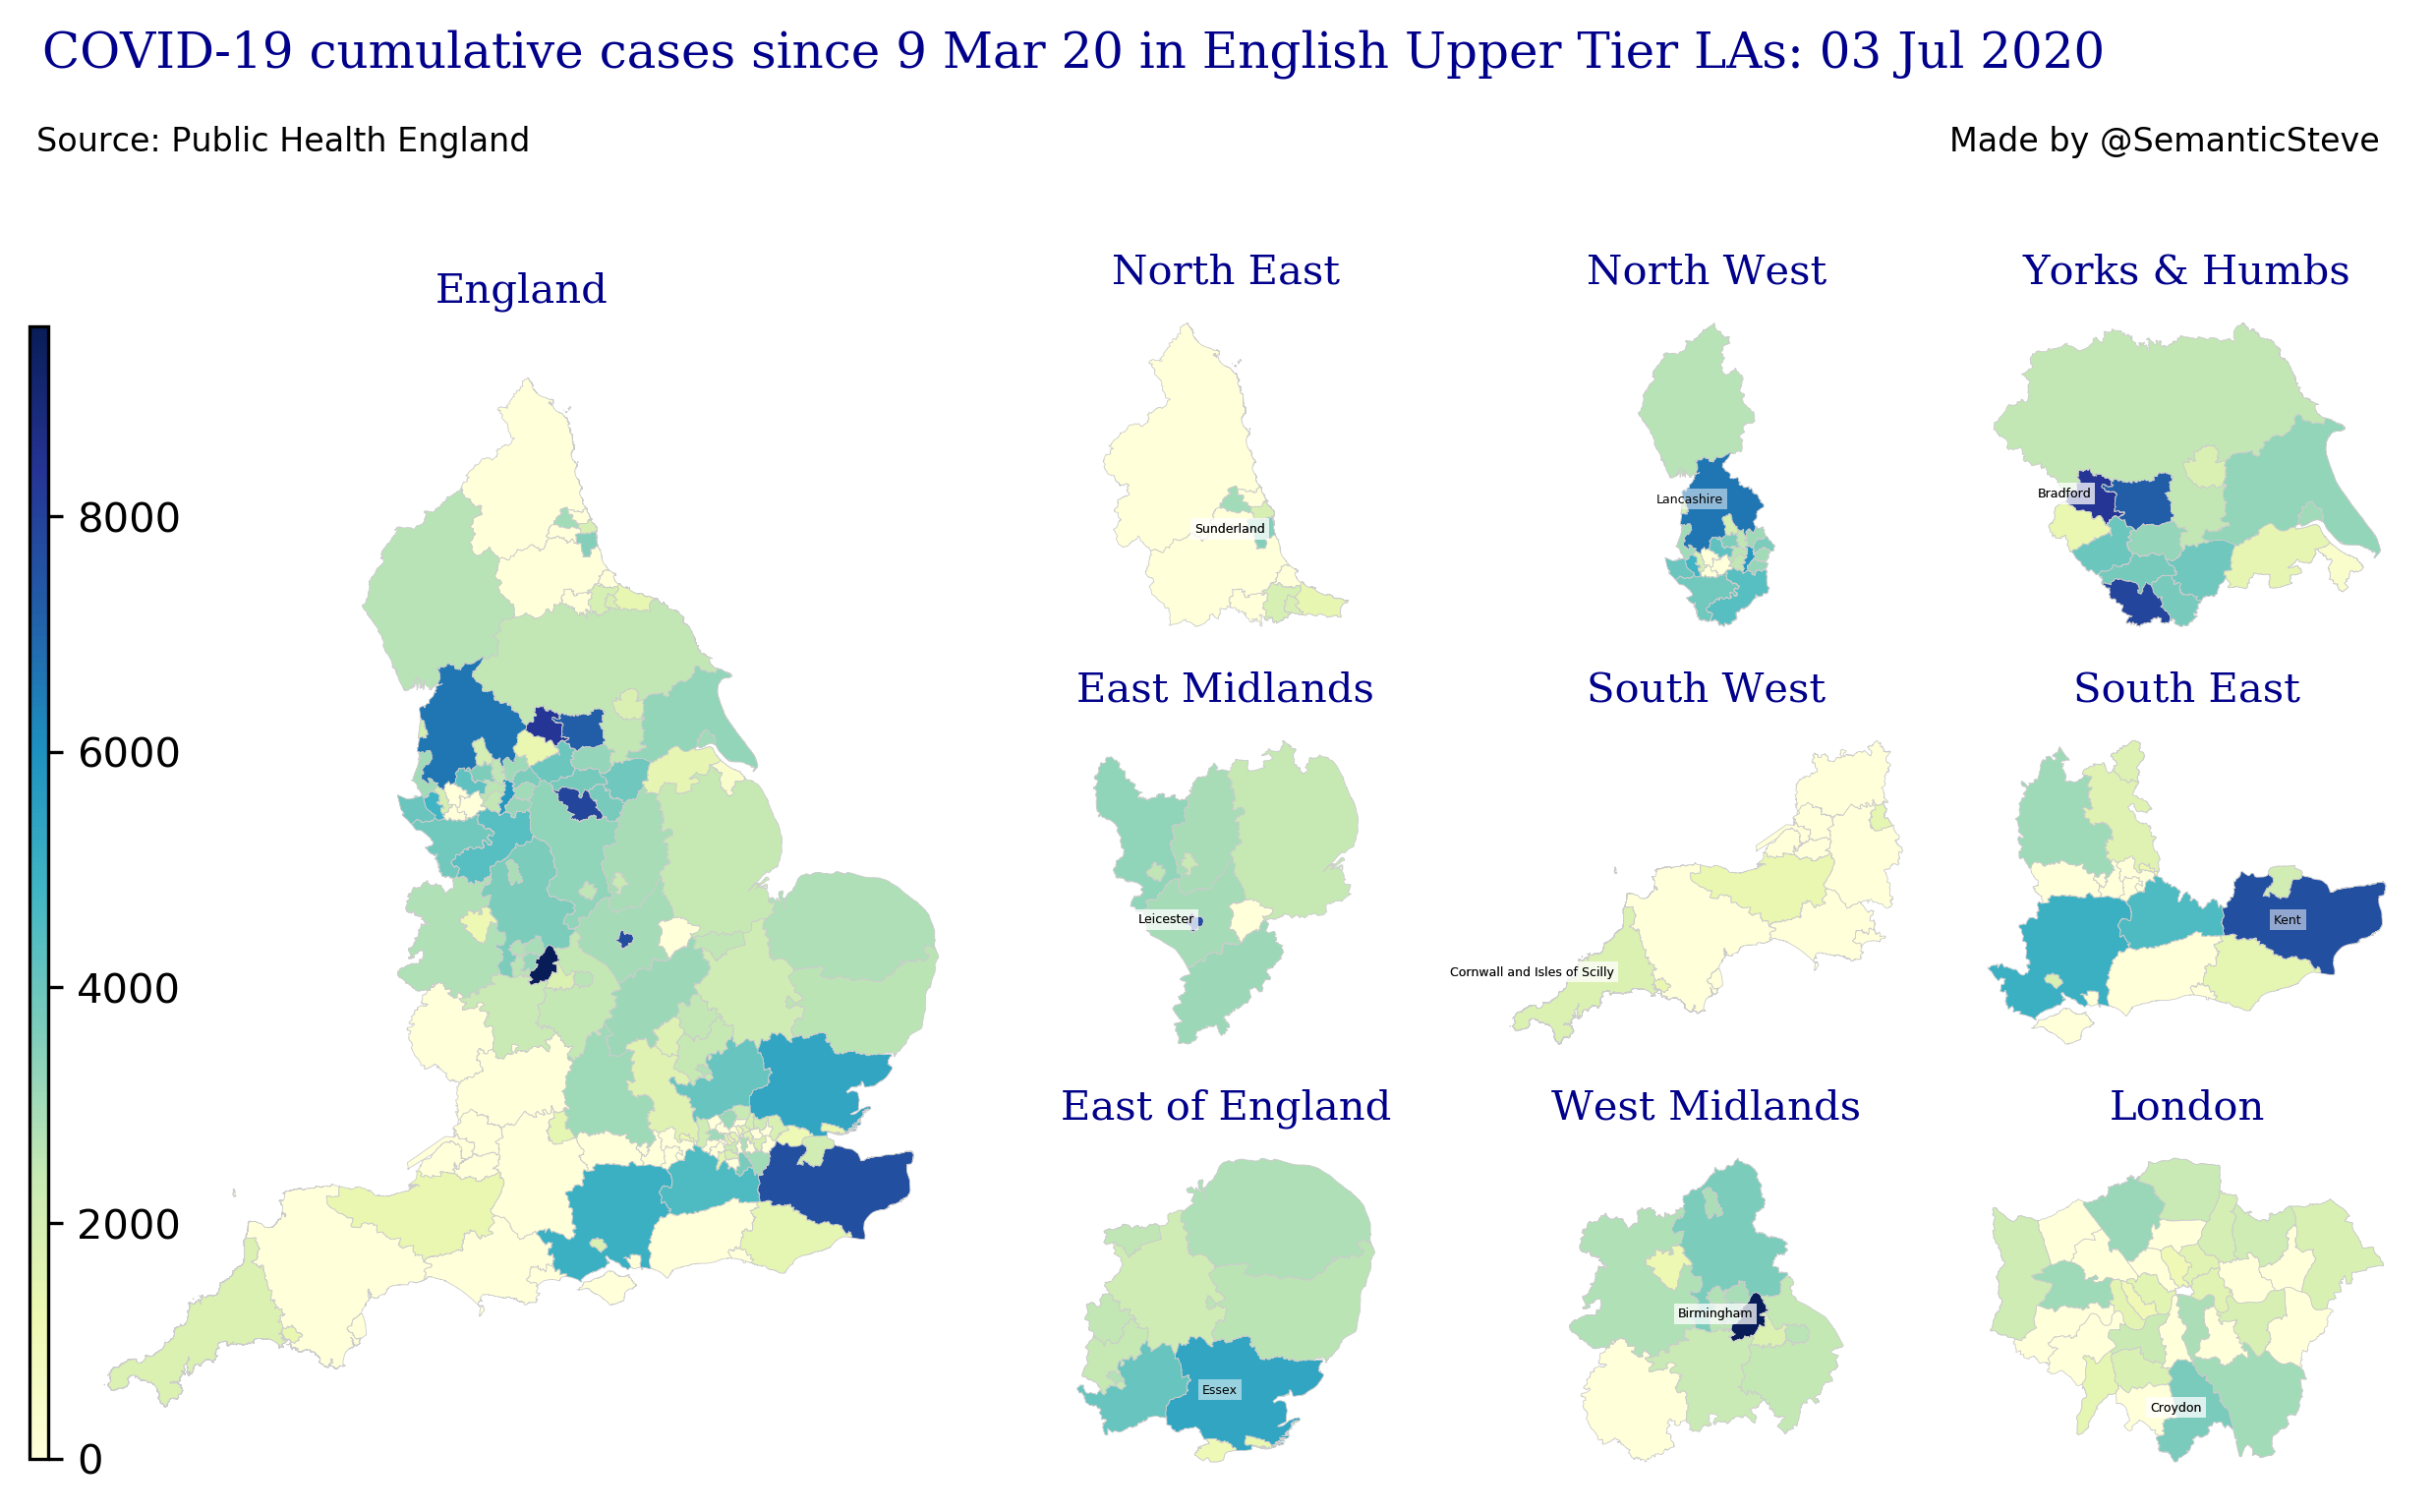 COVID-19 cumulative cases since 9 Mar 20 in English Upper Tier LAs: 03 Jul 2020
Source: Public Health England
Made by @SemanticSteve
England
8000
6000
4000
2000
0
North East
Sunderland
North West
Lancashire
Yorks & Humbs
Bradford
East Midlands
Leicester
South West
Cornwall and Isles of Scilly
South East
Kent
East of England
Essex
West Midlands
Birmingham
London
Croydon